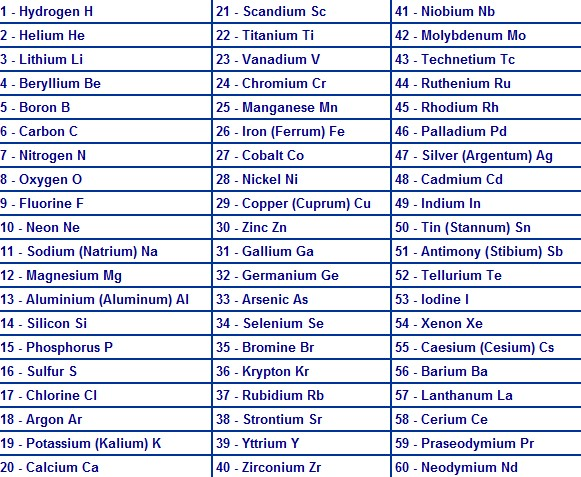 1 - Hydrogen H
2 - Helium He
3 - Lithium Li
4 - Beryllium Be
5 - Boron B
6 - Carbon C
7 - Nitrogen N
8 - Oxygen O
9 - Fluorine F
10 - Neon Ne
11 - Sodium (Natrium) Na
12 - Magnesium Mg
13 - Aluminium (Aluminum) Al
14 - Silicon Si
15 - Phosphorus P
16 - Sulfur S
17 - Chlorine Cl
18 - Argon Ar
19 - Potassium (Kalium) K
20 - Calcium Ca
21 - Scandium Sc
22 - Titanium Ti
23 - Vanadium V
24 - Chromium Cr
25 - Manganese Mn
26 - Iron (Ferrum) Fe
27 - Cobalt Co
28 - Nickel Ni
29 - Copper (Cuprum) Cu
30 - Zinc Zn
31 - Gallium Ga
32 - Germanium Ge
33 - Arsenic As
34 - Selenium Se
35 - Bromine Br
36 - Krypton Kr
37 - Rubidium Rb
38 - Strontium Sr
39 - Yttrium Y
40 - Zirconium Zr
41 - Niobium Nb
42 - Molybdenum Mo
43 - Technetium Tc
44 - Ruthenium Ru
45 - Rhodium Rh
46 - Palladium Pd
47 - Silver (Argentum) Ag
48 - Cadmium Cd
49 - Indium In
50 - Tin (Stannum) Sn
51 - Antimony (Stibium) Sb
52 - Tellurium Te
53 - Iodine I
54 - Xenon Xe
55 - Caesium (Cesium) Cs
56 - Barium Ba
57 - Lanthanum La
58 - Cerium Ce
59 - Praseodymium Pr
60 - Neodymium Nd